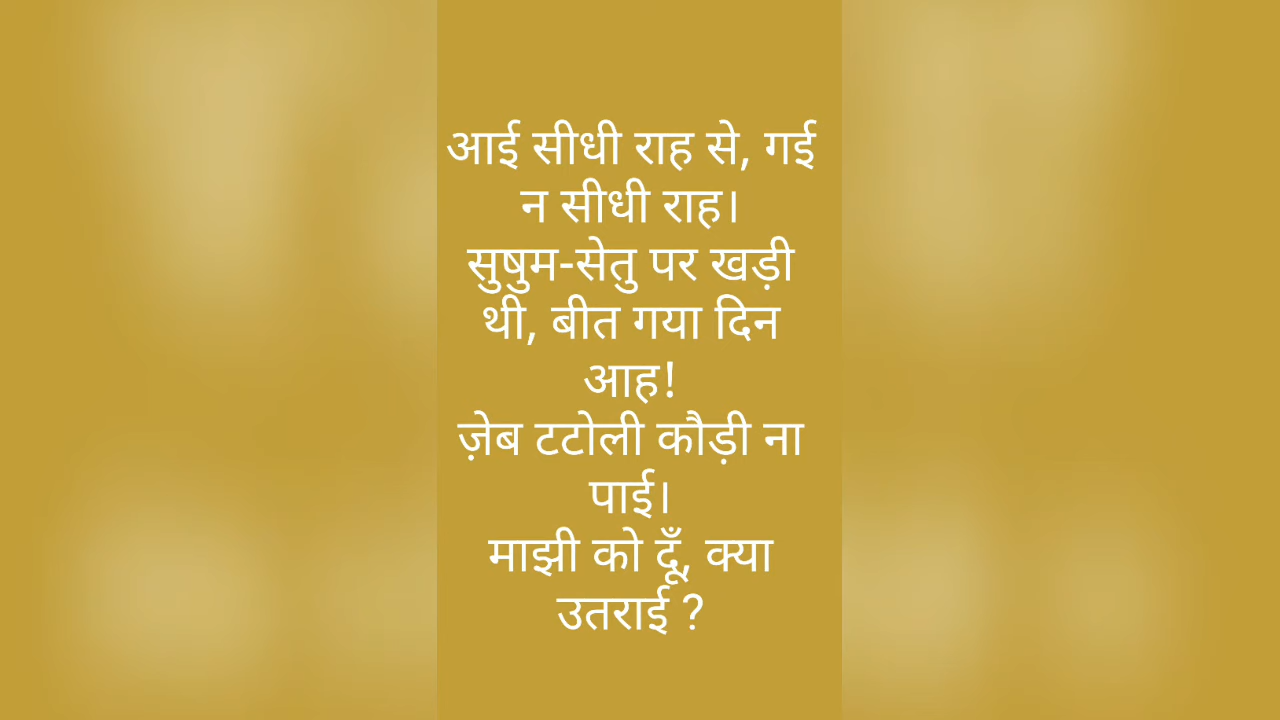 आई सीधी राह से, गई
न सीधी राह।
सुषुम-सेतु पर खड़ी
थी, बीत गया दिन
आह!
ज़ेब टटोली कौड़ी ना
पाई।
माझी को दूँ, क्या
उतराई ?